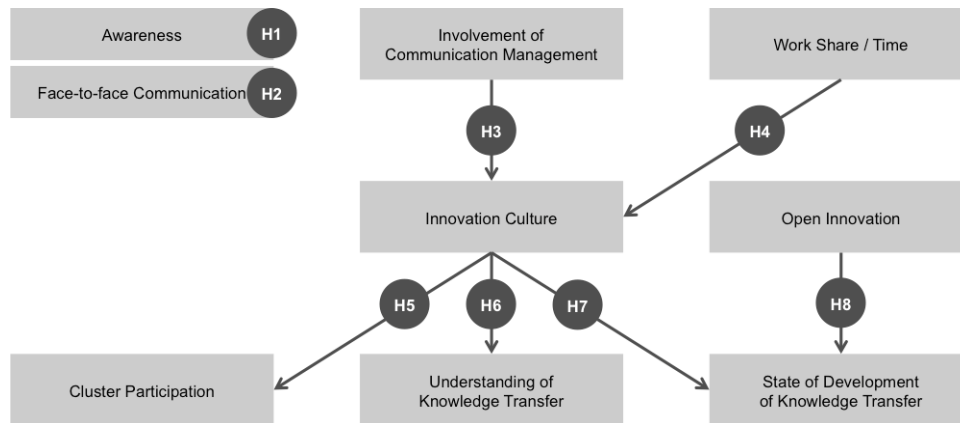 Awareness
H1
Face-to-face Communication
H2
Involvement of
Communication Management
Work Share / Time
H3
H4
Innovation Culture
Open Innovation
H5
H6
H7
H8
Cluster Participation
Understanding of
Knowledge Transfer
State of Development
of Knowledge Transfer